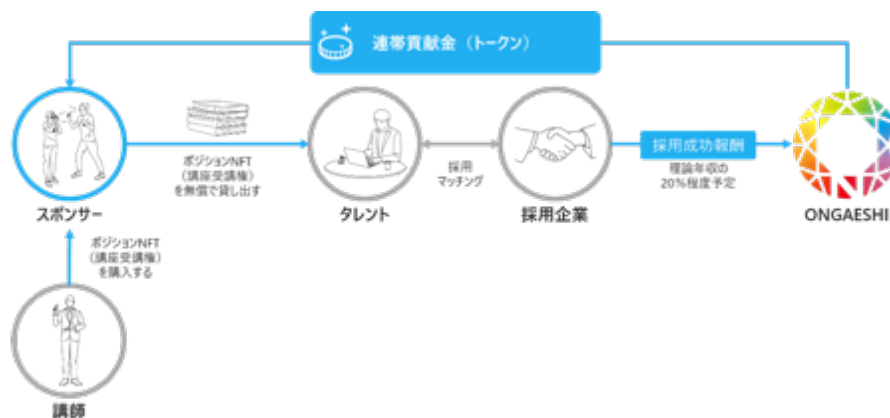 連帯貢献金（トークン）
ポジションNFT
（講座受講権）
を無償で貸し出す
採用
マッチング
採用成功報酬
理論年収の
20%程度予定
スポンサー
タレント
採用企業
ONGAESHI
ポジションNFT
（講座受講権）
を購入する
講師